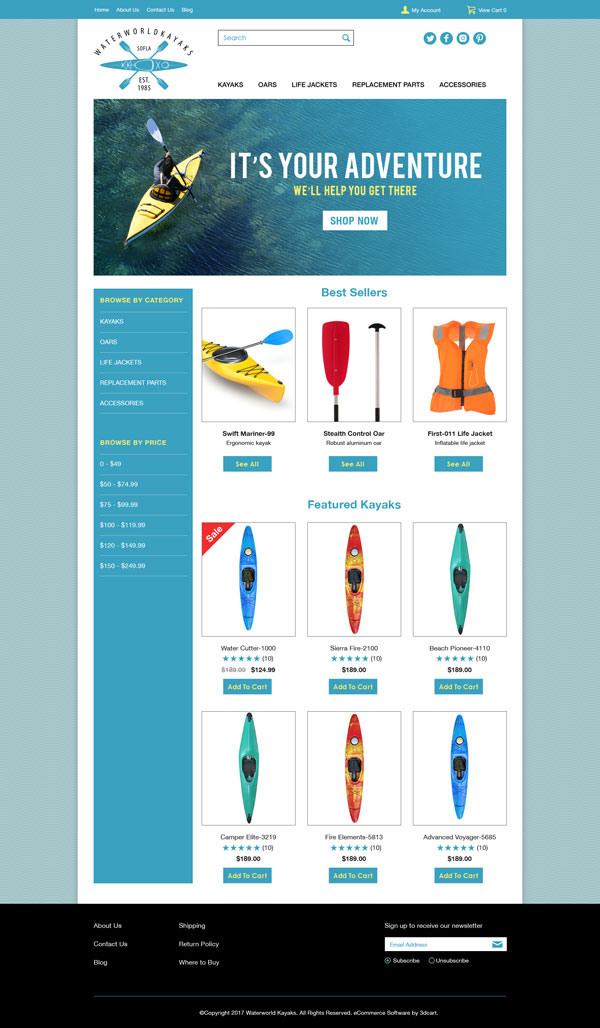 Home About Us Contact Us Blog
My Account View Cart 0
WATERWORLDKAYAKS
SOFLA
EST.
1985
Search
KAYAKS OARS LIFE JACKETS REPLACEMENT PARTS ACCESSORIES
IT'S YOUR ADVENTURE
WE'LL HELP YOU GET THERE
SHOP NOW
BROWSE BY CATEGORY
KAYAKS
OARS
LIFE JACKETS
REPLACEMENT PARTS
ACCESSORIES
BROWSE BY PRICE
0 - $49
$50 - $74.99
$75 - $99.99
$100 - $119.99
$120 - $149.99
$150 - $249.99
Best Sellers
Swift Mariner-99 Stealth Control Oar First-011 Life Jacket
Ergonomic kayak Robust aluminum oar Inflatable life jacket
See All See All See All
Featured Kayaks
Sale
Water Cutter-1000 Sierra Fire-2100 Beach Pioneer-4110
(10) (10) (10)
$189.00 $124.99 $189.00 $189.00
Add To Cart Add To Cart Add To Cart
Camper Elite-3219 Fire Elements-5813 Advanced Voyager-5685
(10) (10) (10)
$189.00 $189.00 $189.00
Add To Cart Add To Cart Add To Cart
About Us Shipping Sign up to receive our newsletter
Contact Us Return Policy Email Address
Blog Where to Buy Subscribe Unsubscribe
©Copyright 2017 Waterworld Kayaks. All Rights Reserved. eCommerce Software by 3dcart.